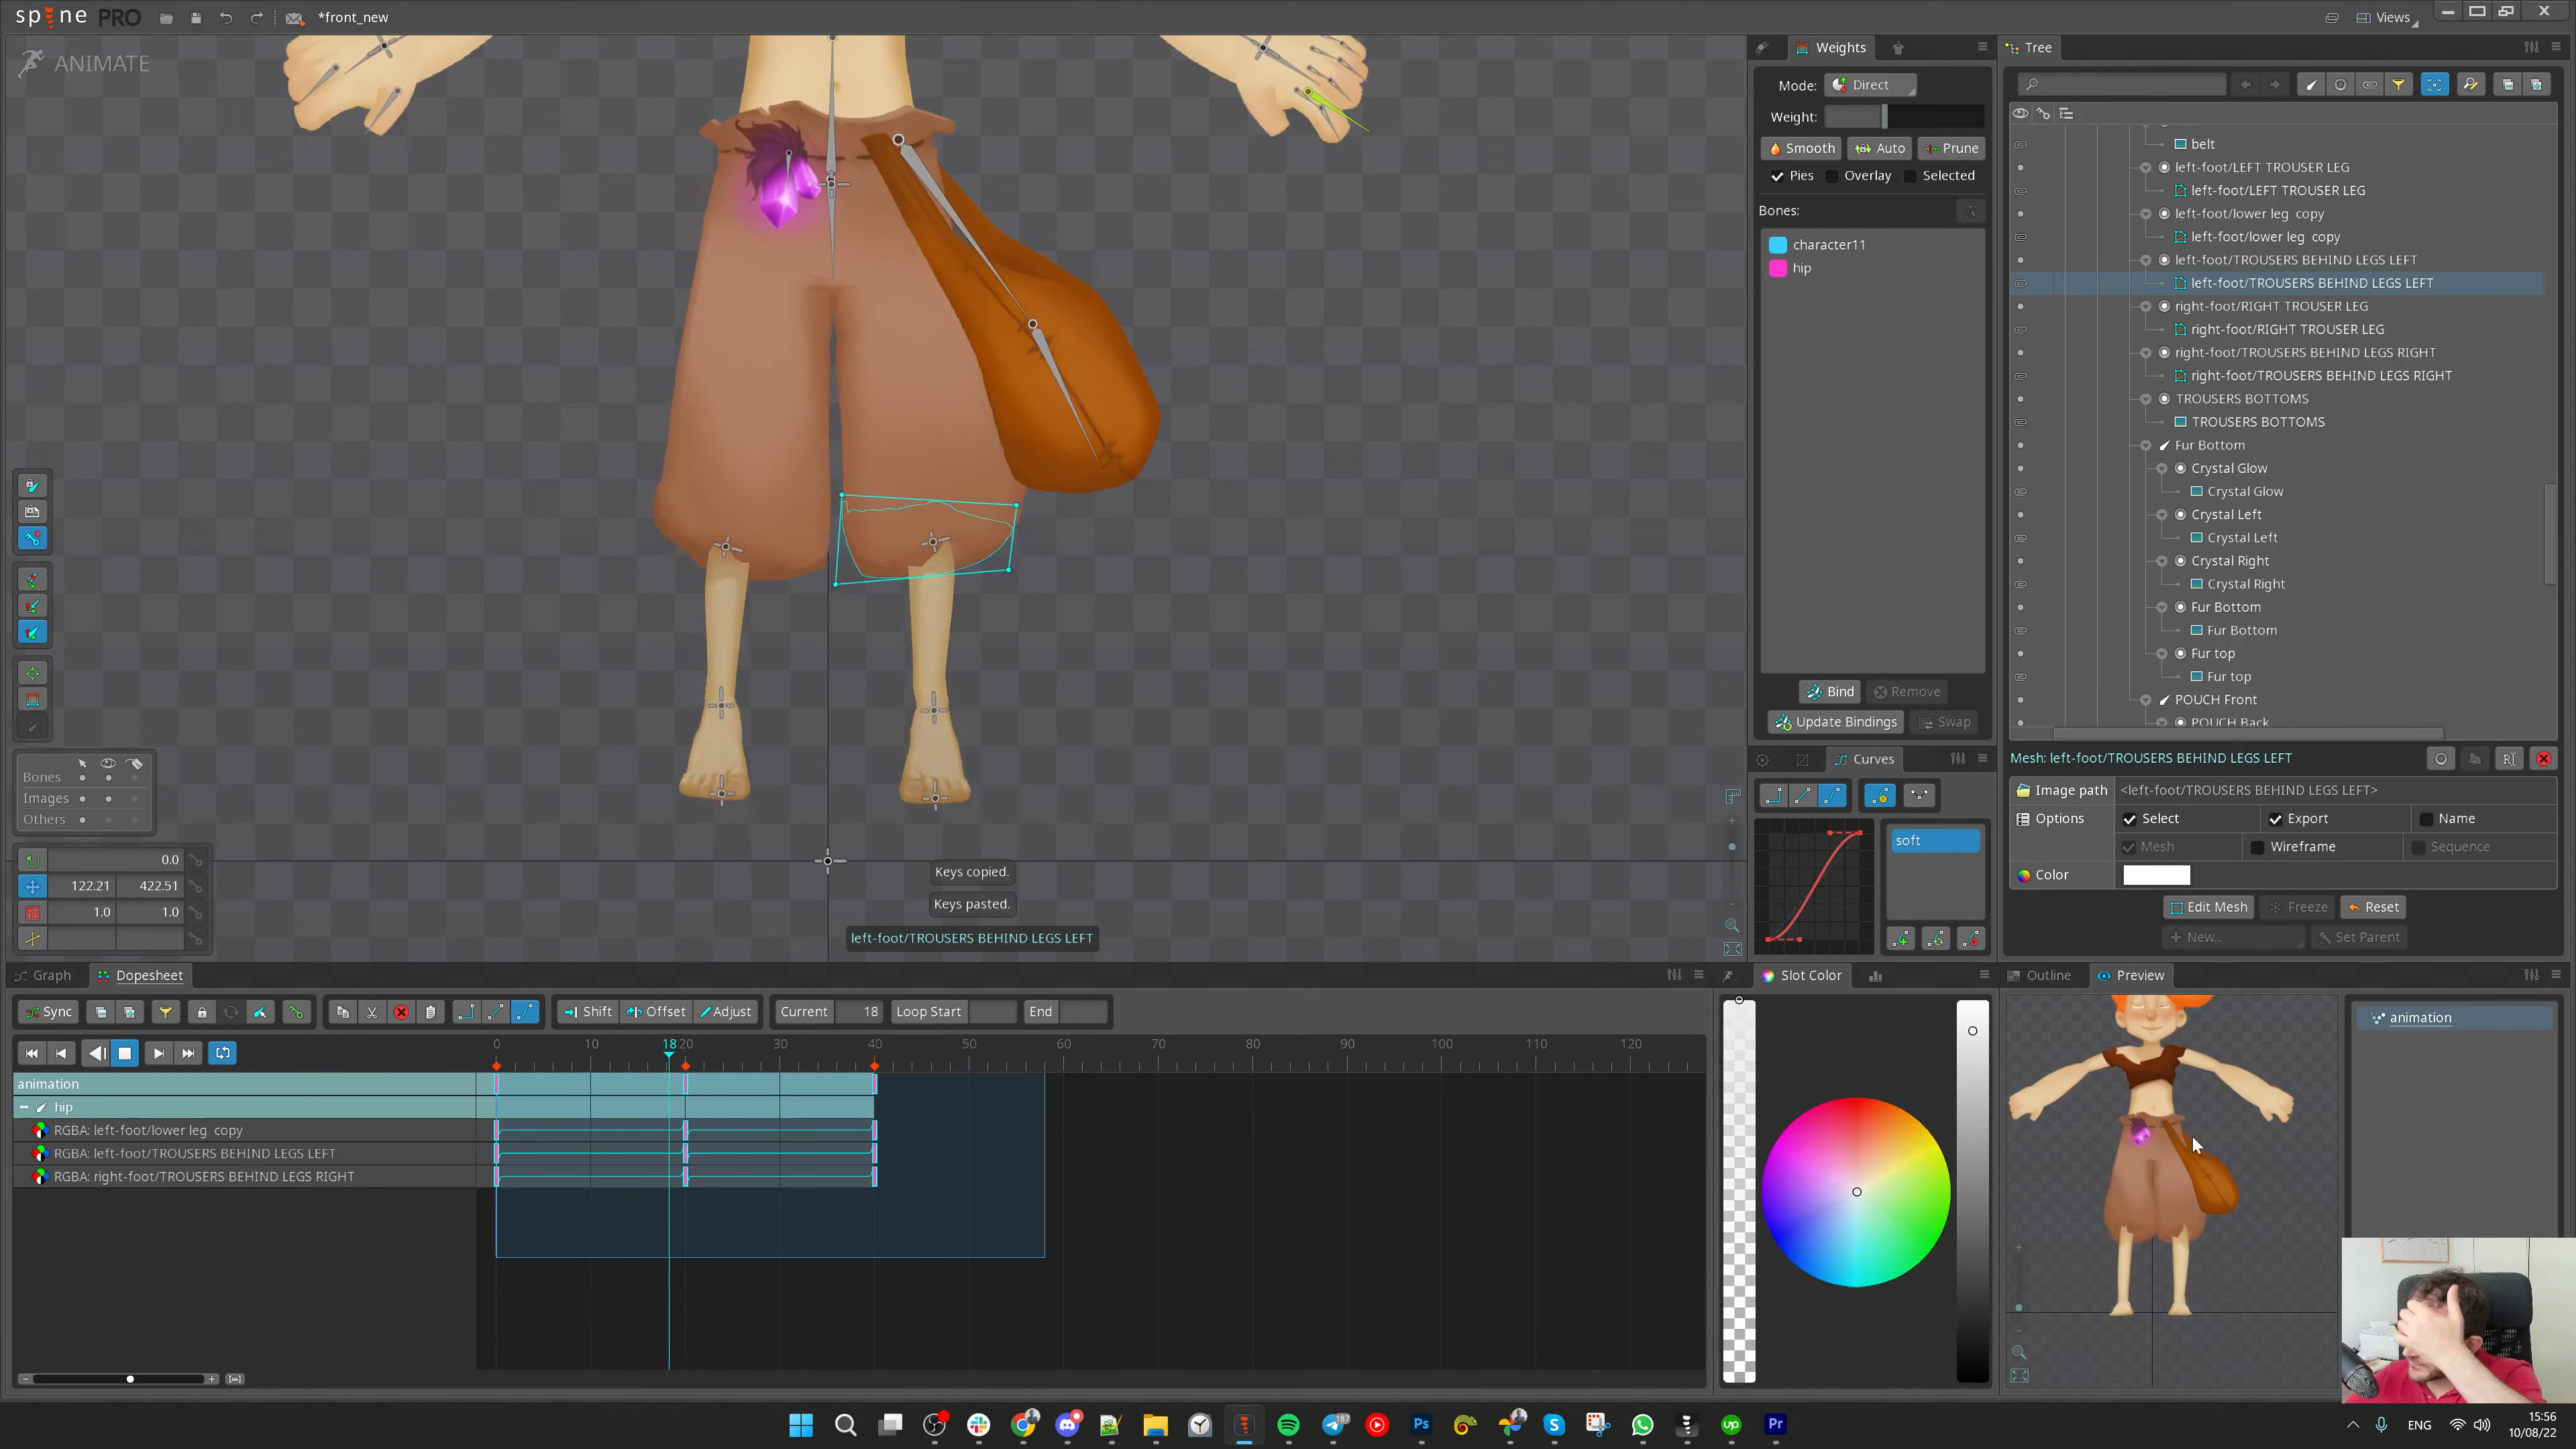 spine PRO
*front_new
Views
ANIMATE
Weights
Mode:
Direct
Weight:
Smooth
Auto
Prune
Pies
Overlay
Selected
Bones:
character11
hip
Bind
Remove
Update Bindings
Swap
Tree
belt
left-foot/LEFT TROUSER LEG
left-foot/LEFT TROUSER LEG
left-foot/lower leg copy
left-foot/lower leg copy
left-foot/TROUSERS BEHIND LEGS LEFT
left-foot/TROUSERS BEHIND LEGS LEFT
right-foot/RIGHT TROUSER LEG
right-foot/RIGHT TROUSER LEG
right-foot/TROUSERS BEHIND LEGS RIGHT
right-foot/TROUSERS BEHIND LEGS RIGHT
TROUSERS BOTTOMS
TROUSERS BOTTOMS
Fur Bottom
Crystal Glow
Crystal Glow
Crystal Left
Crystal Left
Crystal Right
Crystal Right
Fur Bottom
Fur Bottom
Fur top
Fur top
POUCH Front
POUCH Back
Mesh: left-foot/TROUSERS BEHIND LEGS LEFT
Image path
<left-foot/TROUSERS BEHIND LEGS LEFT>
Options
Select
Export
Name
Mesh
Wireframe
Sequence
Color
Edit Mesh
Freeze
Reset
New...
Set Parent
Curves
soft
Bones
Images
Others
0.0
122.21
422.51
1.0
1.0
Keys copied.
Keys pasted.
left-foot/TROUSERS BEHIND LEGS LEFT
Graph
Dopesheet
Sync
Shift
Offset
Adjust
Current
18
Loop Start
End
0
10
18
20
30
40
50
60
70
80
90
100
110
120
animation
hip
RGBA: left-foot/lower leg copy
RGBA: left-foot/TROUSERS BEHIND LEGS LEFT
RGBA: right-foot/TROUSERS BEHIND LEGS RIGHT
Slot Color
Outline
Preview
animation
187
Ps
up
Pr
ENG
15:56
10/08/22